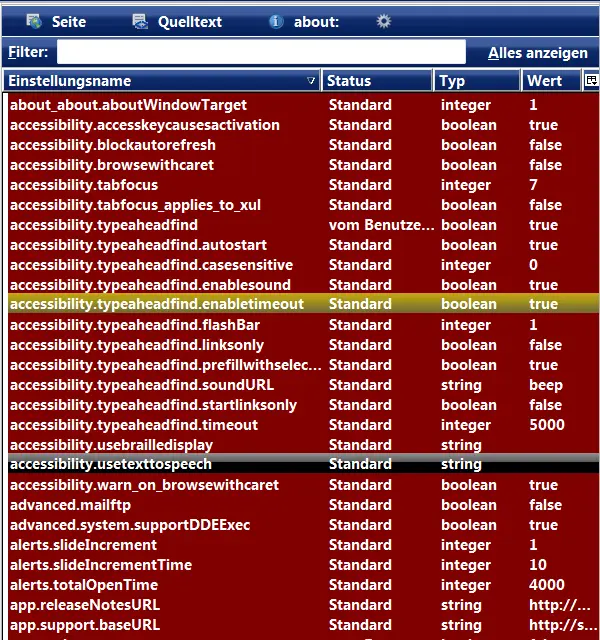 Seite Quelltext about:
Filter: Alles anzeigen
Einstellungsname Status Typ Wert
about_about.aboutWindowTarget Standard integer 1
accessibility.accesskeycausesactivation Standard boolean true
accessibility.blockautorefresh Standard boolean false
accessibility.browsewithcaret Standard boolean false
accessibility.tabfocus Standard integer 7
accessibility.tabfocus_applies_to_xul Standard boolean false
accessibility.typeaheadfind vom Benutze... boolean true
accessibility.typeaheadfind.autostart Standard boolean true
accessibility.typeaheadfind.casesensitive Standard integer 0
accessibility.typeaheadfind.enablesound Standard boolean true
accessibility.typeaheadfind.enabletimeout Standard boolean true
accessibility.typeaheadfind.flashBar Standard integer 1
accessibility.typeaheadfind.linksonly Standard boolean false
accessibility.typeaheadfind.prefillwithselec... Standard boolean true
accessibility.typeaheadfind.soundURL Standard string beep
accessibility.typeaheadfind.startlinksonly Standard boolean false
accessibility.typeaheadfind.timeout Standard integer 5000
accessibility.usebrailledisplay Standard string
accessibility.usetexttospeech Standard string
accessibility.warn_on_browsewithcaret Standard boolean true
advanced.mailftp Standard boolean false
advanced.system.supportDDEExec Standard boolean true
alerts.slideIncrement Standard integer 1
alerts.slideIncrementTime Standard integer 10
alerts.totalOpenTime Standard integer 4000
app.releaseNotesURL Standard string http://...
app.support.baseURL Standard string http://s...